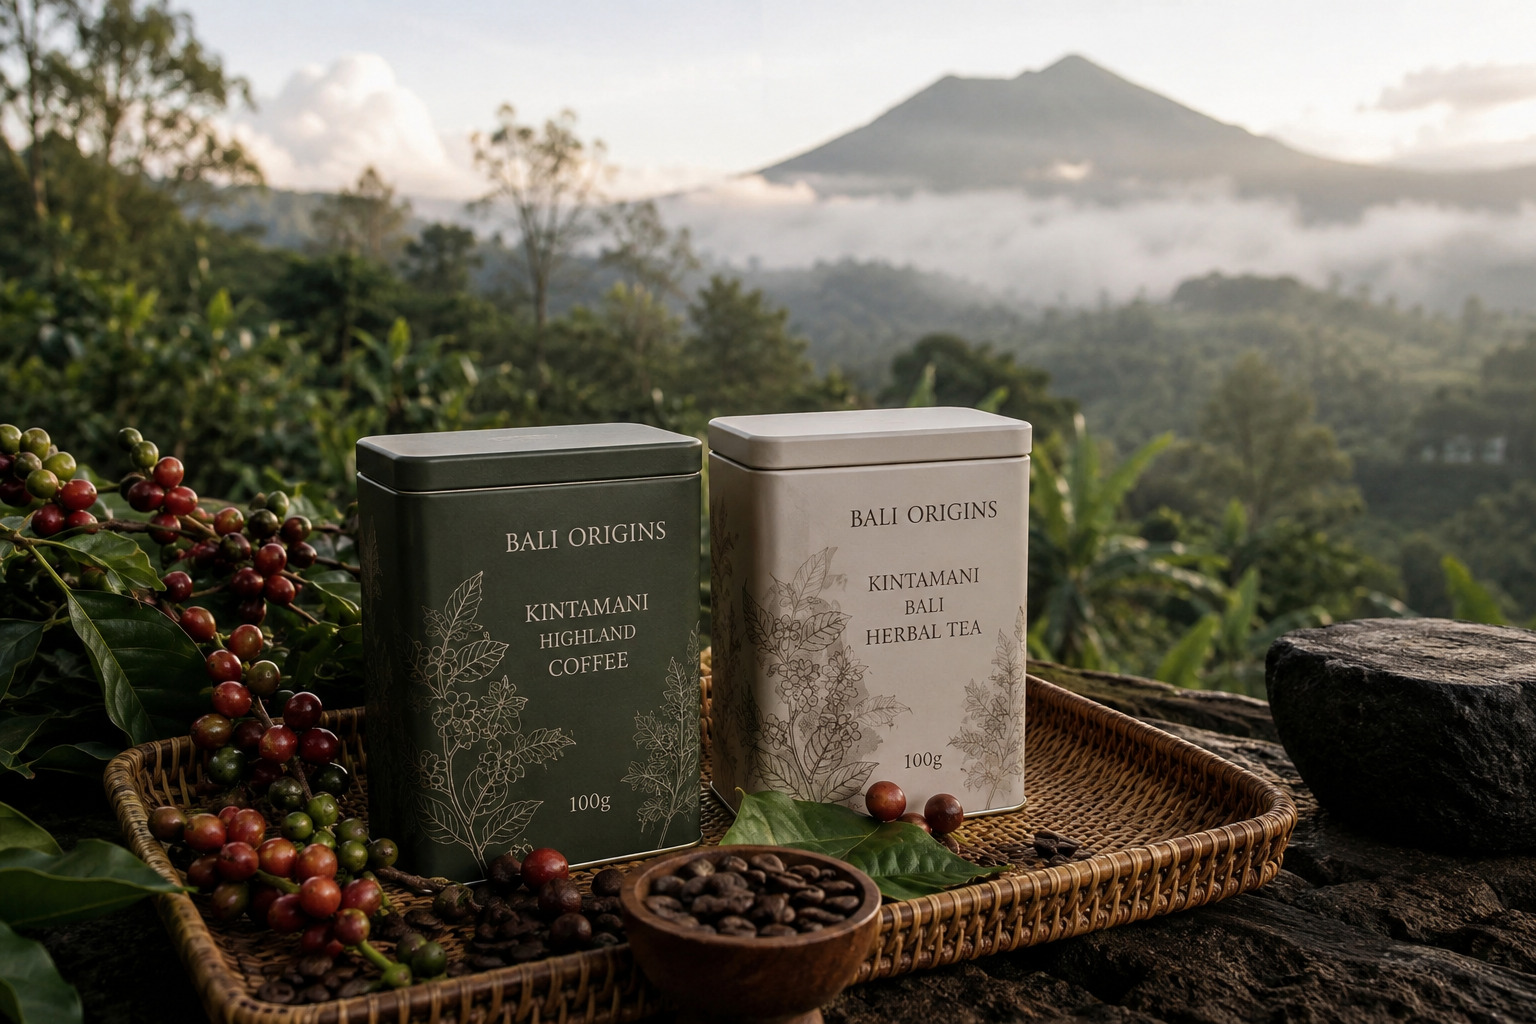 BALI ORIGINS
KINTAMANI
HIGHLAND
COFFEE
100g
BALI ORIGINS
KINTAMANI
BALI
HERBAL TEA
100g